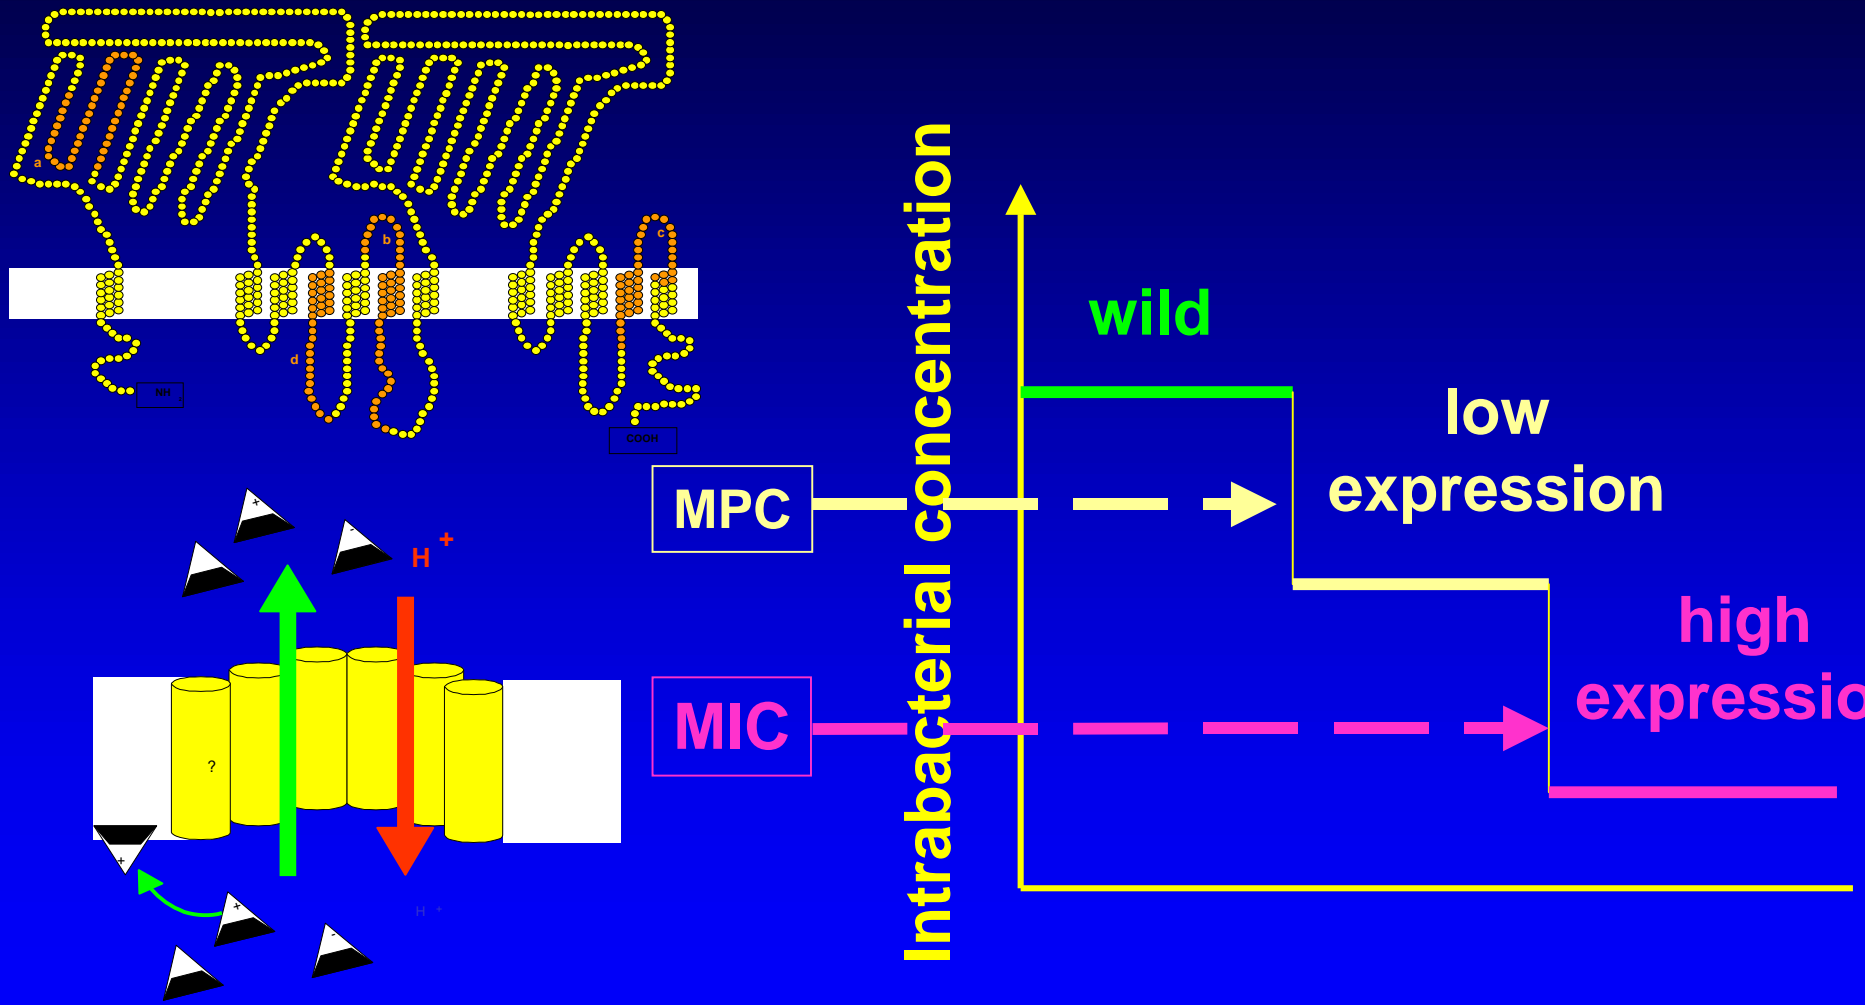 a
b
c
d
NH
COOH
+
-
H +
?
+
+
-
H +
MPC
MIC
Intrabacterial concentration
wild
low
expression
high
expressio